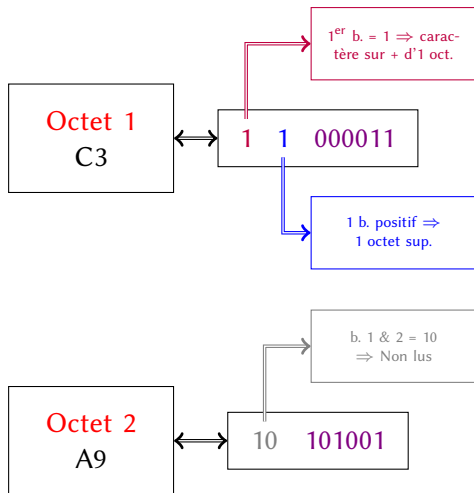 1er b. = 1 ⇒ carac-
tère sur + d'1 oct.
Octet 1
C3
1 1 000011
1 b. positif ⇒
1 octet sup.
b. 1 & 2 = 10
⇒ Non lus
Octet 2
A9
10 101001